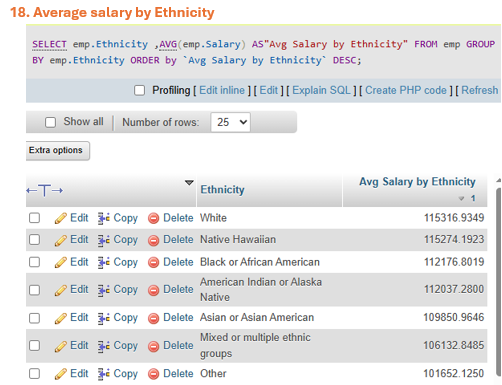 18. Average salary by Ethnicity
SELECT emp.Ethnicity ,AVG(emp.Salary) AS"Avg Salary by Ethnicity" FROM emp GROUP
BY emp.Ethnicity ORDER by `Avg Salary by Ethnicity` DESC;
Profiling [ Edit inline ] [ Edit ] [ Explain SQL ] [ Create PHP code ] [ Refresh
Show all | Number of rows: 25
Extra options
←T→ Ethnicity Avg Salary by Ethnicity 1
Edit Copy Delete White 115316.9349
Edit Copy Delete Native Hawaiian 115274.1923
Edit Copy Delete Black or African American 112176.8019
Edit Copy Delete American Indian or Alaska
Native 112037.2800
Edit Copy Delete Asian or Asian American 109850.9646
Edit Copy Delete Mixed or multiple ethnic
groups 106132.8485
Edit Copy Delete Other 101652.1250